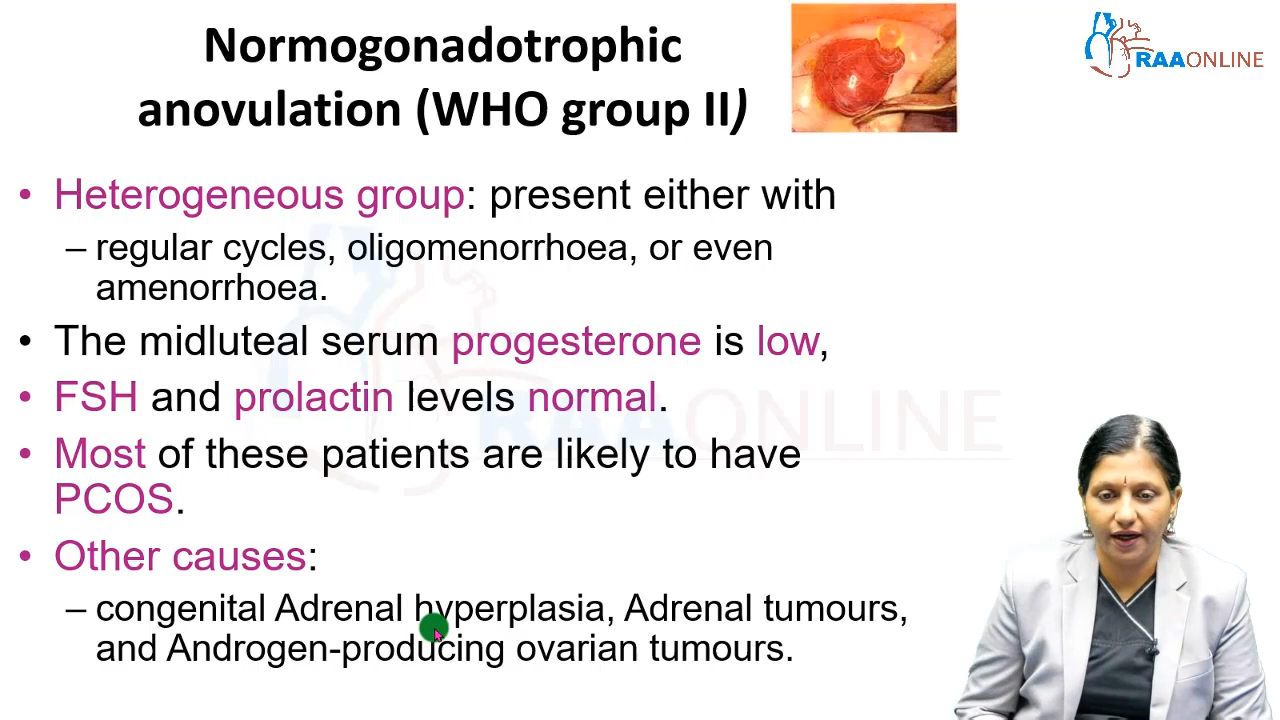 Normogonadotrophic
anovulation (WHO group II)
RAAONLINE
• Heterogeneous group: present either with
– regular cycles, oligomenorrhoea, or even
amenorrhoea.
• The midluteal serum progesterone is low,
• FSH and prolactin levels normal.
• Most of these patients are likely to have
PCOS.
• Other causes:
– congenital Adrenal hyperplasia, Adrenal tumours,
and Androgen-producing ovarian tumours.
RAAONLINE